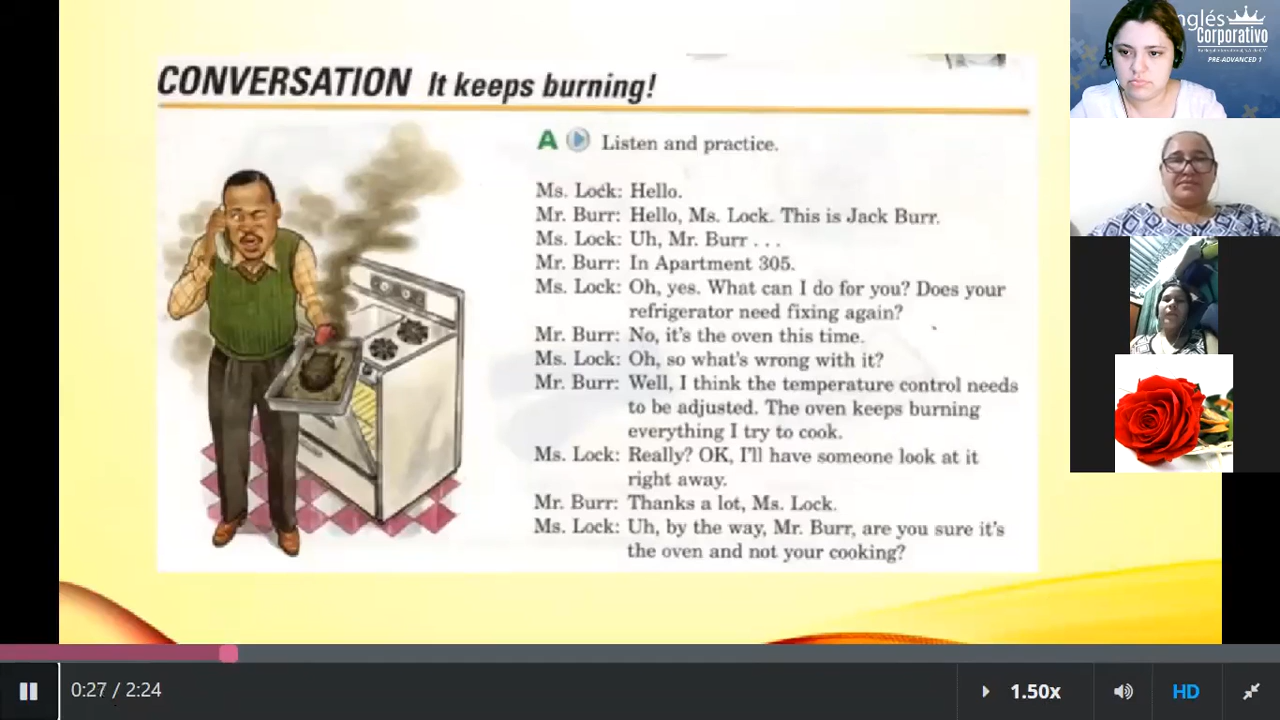 CONVERSATION It keeps burning!
A Listen and practice.
Ms. Lock: Hello.
Mr. Burr: Hello, Ms. Lock. This is Jack Burr.
Ms. Lock: Uh, Mr. Burr . . .
Mr. Burr: In Apartment 305.
Ms. Lock: Oh, yes. What can I do for you? Does your
refrigerator need fixing again?
Mr. Burr: No, it's the oven this time.
Ms. Lock: Oh, so what's wrong with it?
Mr. Burr: Well, I think the temperature control needs
to be adjusted. The oven keeps burning
everything I try to cook.
Ms. Lock: Really? OK, I'll have someone look at it
right away.
Mr. Burr: Thanks a lot, Ms. Lock.
Ms. Lock: Uh, by the way, Mr. Burr, are you sure it's
the oven and not your cooking?
nglés
Corporativo
PRE-ADVANCED 1
0:27 / 2:24
1.50x
HD